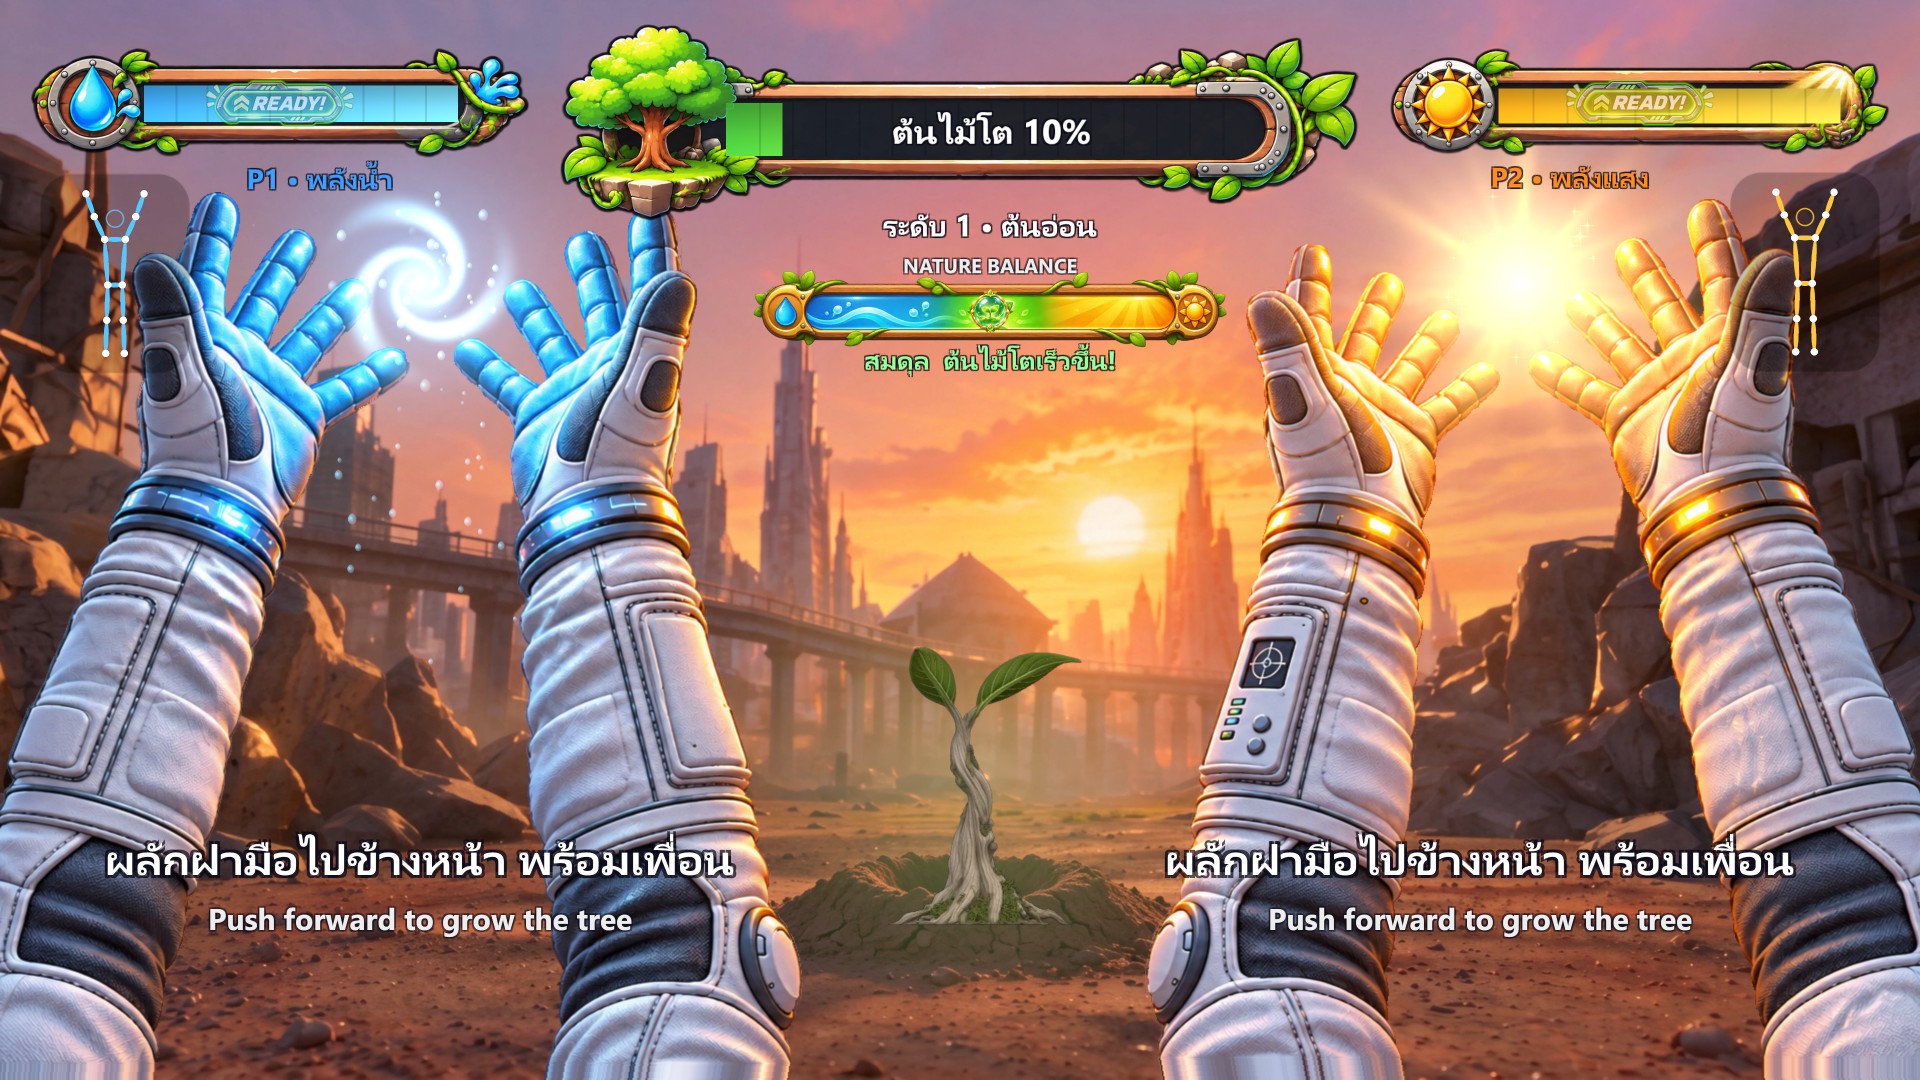 READY!
ต้นไม้โต 10%
READY!
P1 • พลังน้ำ
P2 • พลังแสง
ระดับ 1 • ต้นอ่อน
NATURE BALANCE
สมดุล ต้นไม้โตเร็วขึ้น!
ผลักฝ่ามือไปข้างหน้า พร้อมเพื่อน
Push forward to grow the tree
ผลักฝ่ามือไปข้างหน้า พร้อมเพื่อน
Push forward to grow the tree